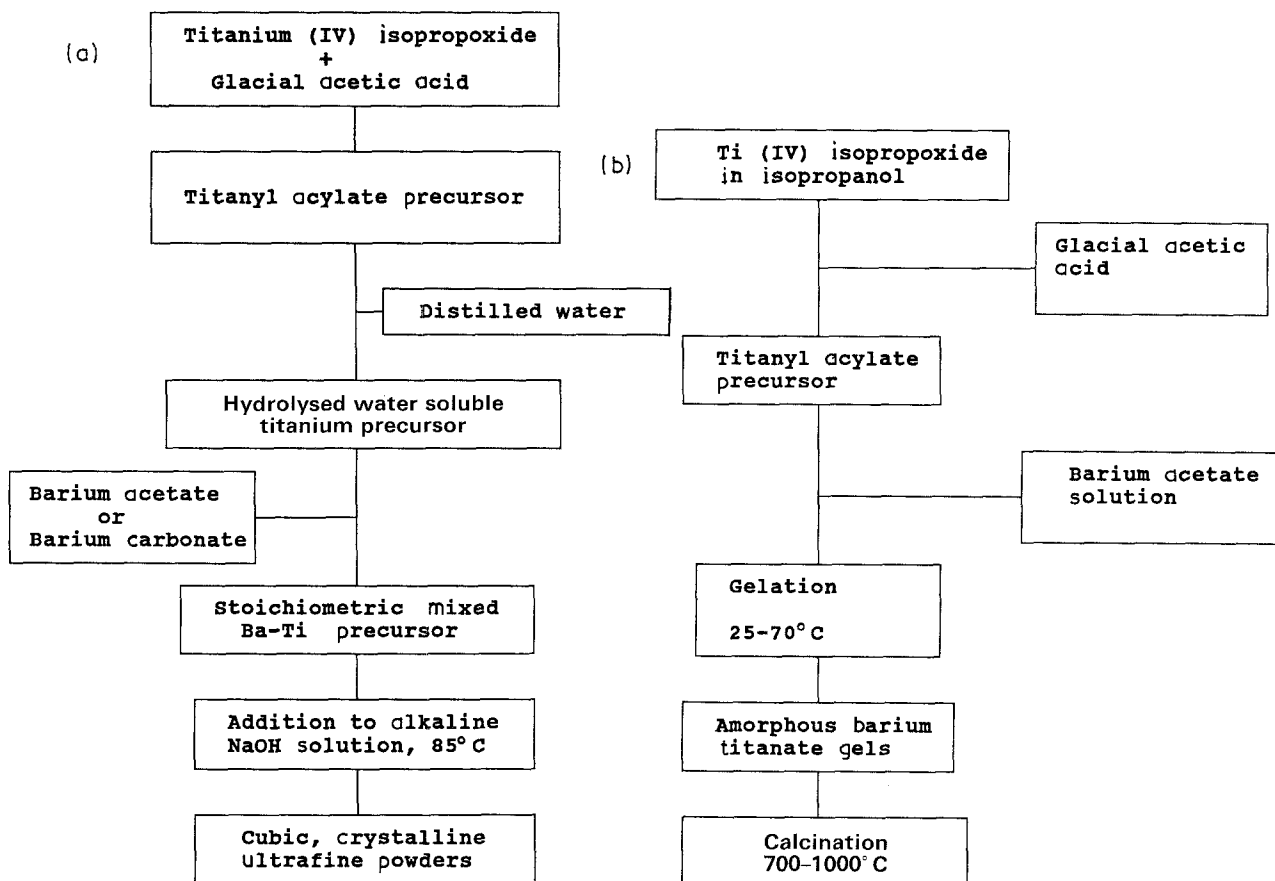 (a)
Titanium (IV) isopropoxide
+
Glacial acetic acid
Titanyl acylate precursor
Distilled water
Hydrolysed water soluble
titanium precursor
Barium acetate
or
Barium carbonate
Stoichiometric mixed
Ba-Ti precursor
Addition to alkaline
NaOH solution, 85°C
Cubic, crystalline
ultrafine powders
(b)
Ti (IV) isopropoxide
in isopropanol
Glacial acetic
acid
Titanyl acylate
precursor
Barium acetate
solution
Gelation
25-70°C
Amorphous barium
titanate gels
Calcination
700–1000°C